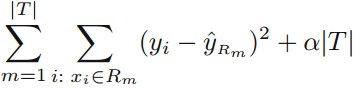 $$\sum_{m=1}^{|T|} \sum_{i:\ x_i \in R_m} (y_i - \hat{y}_{R_m})^2 + \alpha|T|$$